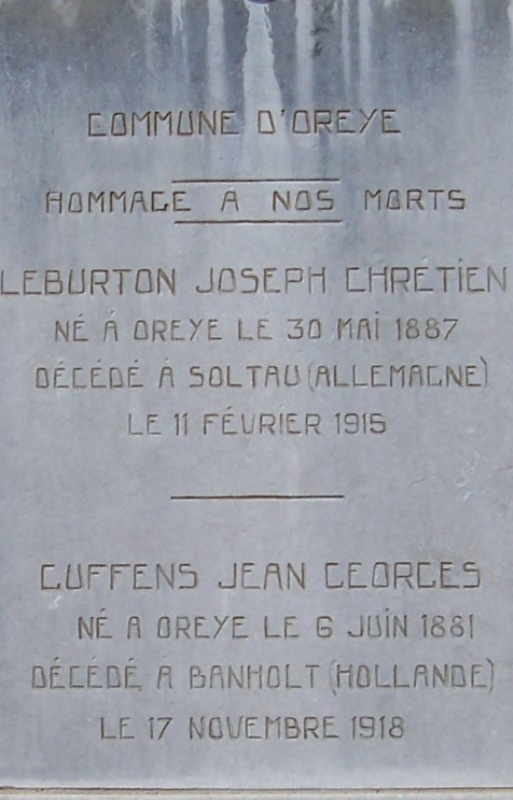 COMMUNE D'OREYE
HOMMAGE A NOS MORTS
LEBURTON JOSEPH CHRÉTIEN
NÉ À OREYE LE 30 MAI 1887
DÉCÉDÉ À SOLTAU (ALLEMAGNE)
LE 11 FÉVRIER 1915
CUFFENS JEAN GEORGES
NÉ A OREYE LE 6 JUIN 1881
DÉCÉDÉ À BANHOLT (HOLLANDE)
LE 17 NOVEMBRE 1918